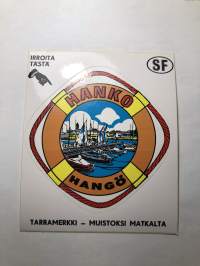 IRROITA
TÄSTÄ
SF
HANKO
HANGÖ
TARRAMERKKI – MUISTOKSI MATKALTA